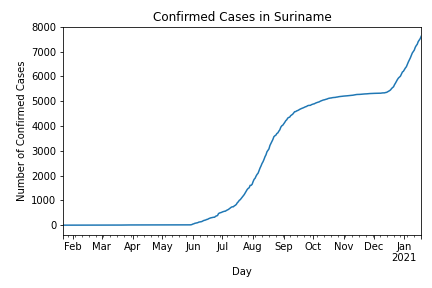 Confirmed Cases in Suriname
Number of Confirmed Cases
8000
7000
6000
5000
4000
3000
2000
1000
0
Feb Mar Apr May Jun Jul Aug Sep Oct Nov Dec Jan
2021
Day